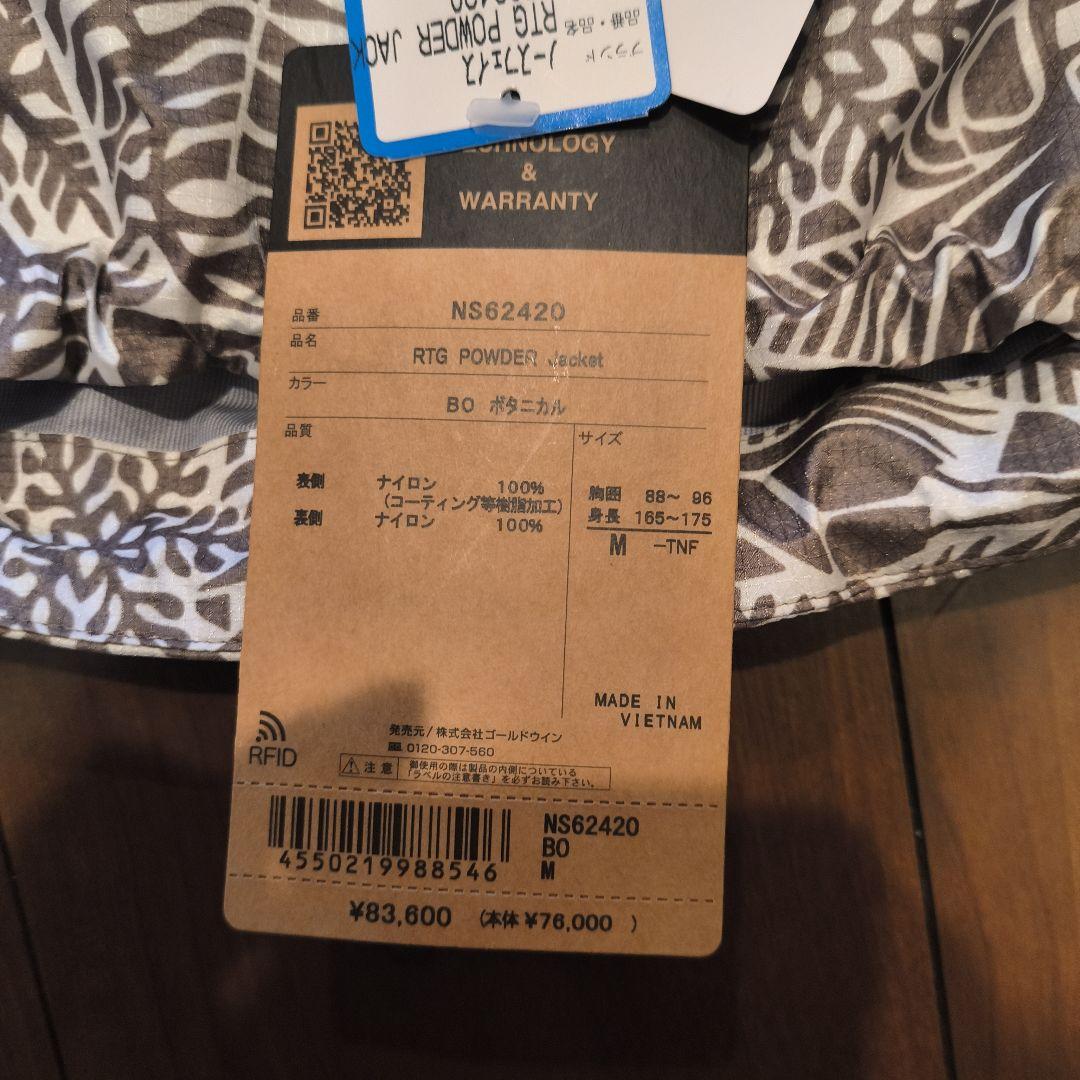 ブランド
ノースフェイス
品番・品名
RTG POWDER JACK
TECHNOLOGY
&
WARRANTY
品番 NS62420
品名
RTG POWDER Jacket
カラー
BO ボタニカル
品質
表側 ナイロン 100%
(コーティング等樹脂加工)
裏側 ナイロン 100%
サイズ
胸囲 88〜 96
身長 165〜175
M −TNF
MADE IN
VIETNAM
RFID
発売元/株式会社ゴールドウイン
0120-307-560
注意
御使用の際は製品の内側についている
「ラベルの注意書き」を必ずお読み下さい。
4550219988546
NS62420
BO
M
¥83,600 (本体 ¥76,000 )